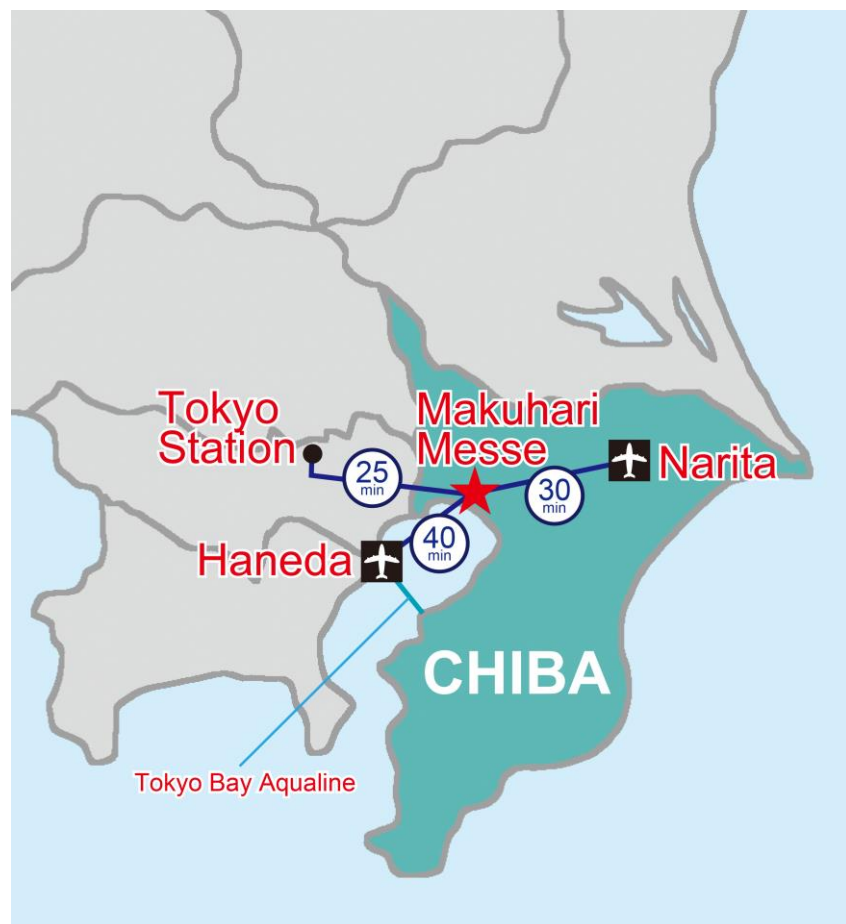 Tokyo
Station
Makuhari
Messe
25
min
30
min
Narita
40
min
Haneda
CHIBA
Tokyo Bay Aqualine